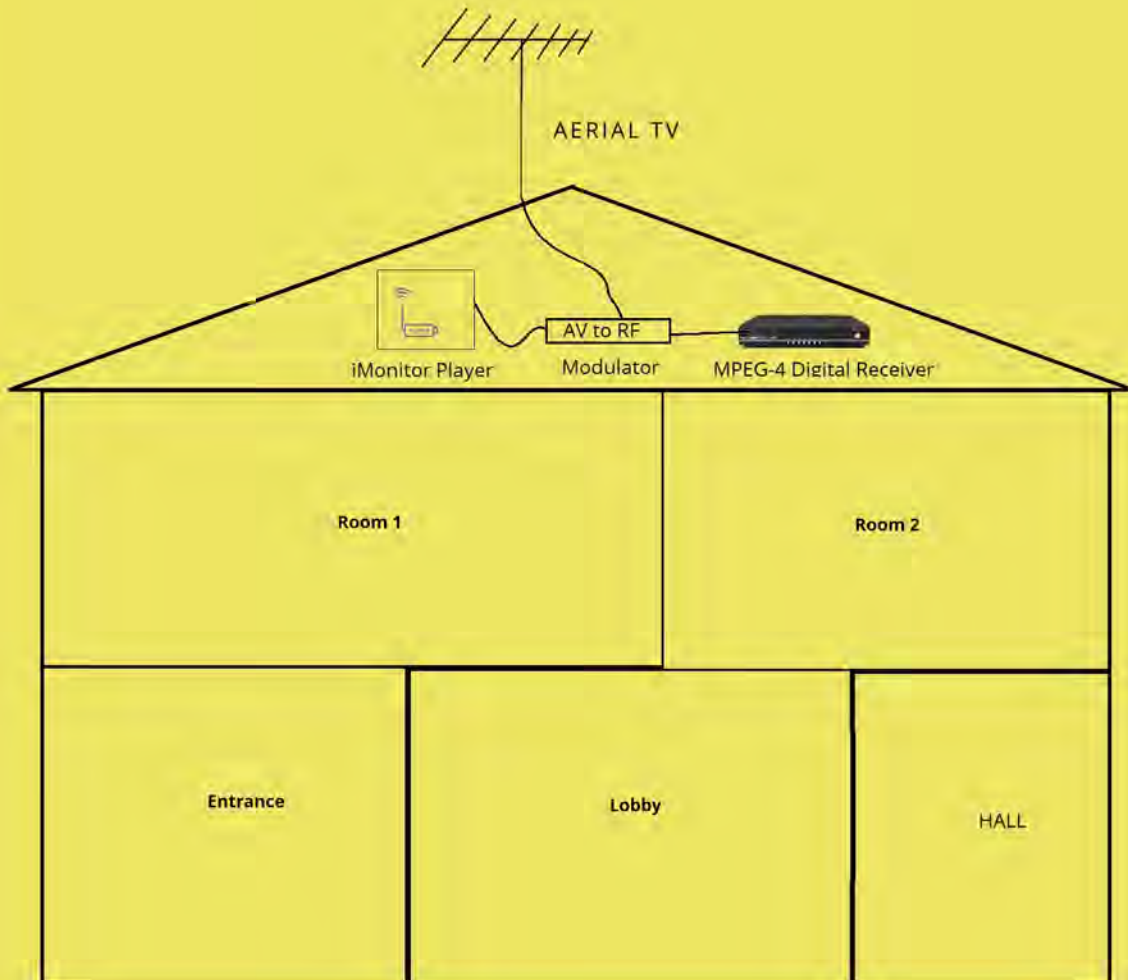 AERIAL TV
AV to RF
iMonitor Player
Modulator
MPEG-4 Digital Receiver
Room 1
Room 2
Entrance
Lobby
HALL